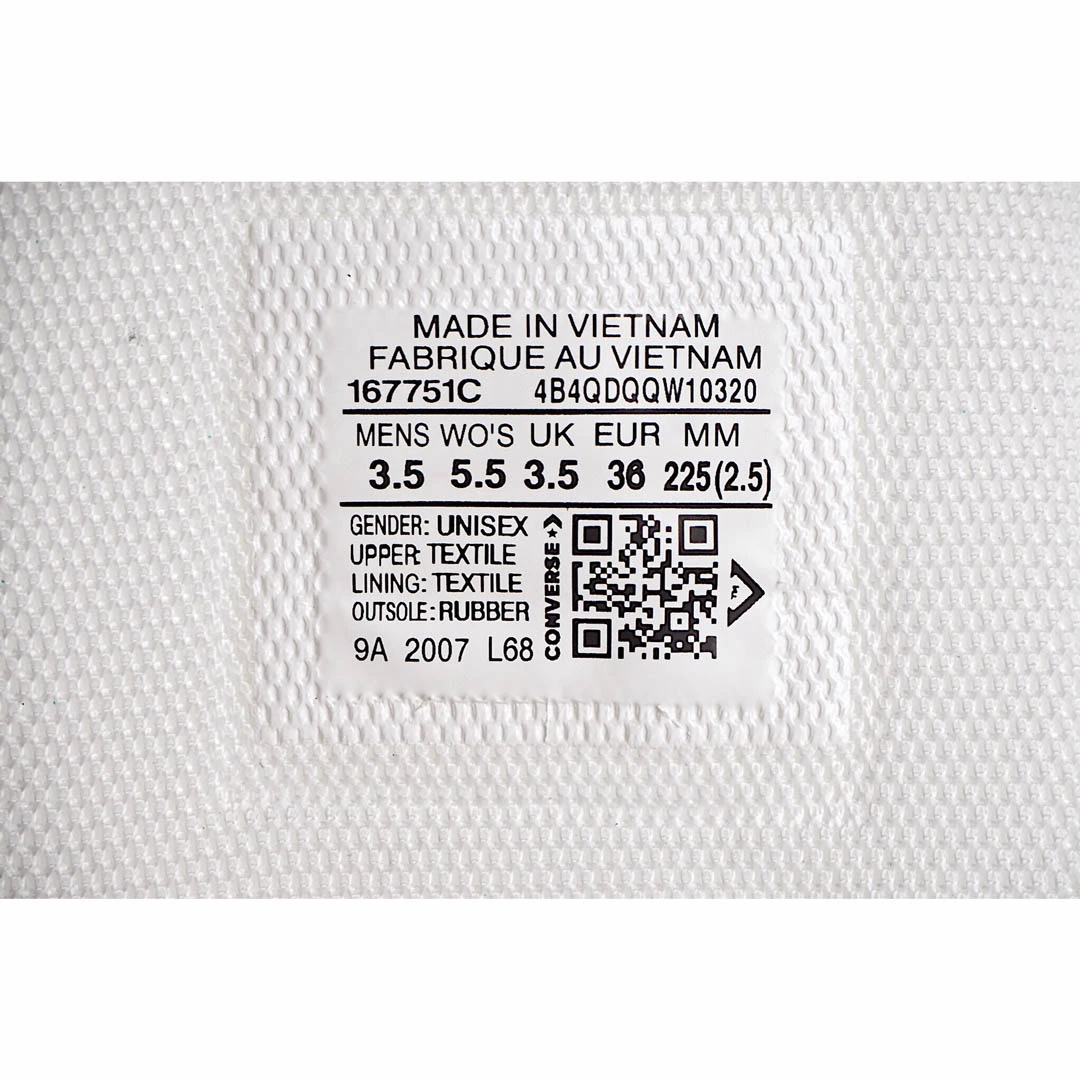 MADE IN VIETNAM
FABRIQUE AU VIETNAM
167751C 4B4QDQQW10320
MENS WO'S UK EUR MM
3.5 5.5 3.5 36 225(2.5)
GENDER: UNISEX
UPPER: TEXTILE
LINING: TEXTILE
OUTSOLE: RUBBER
9A 2007 L68
CONVERSE